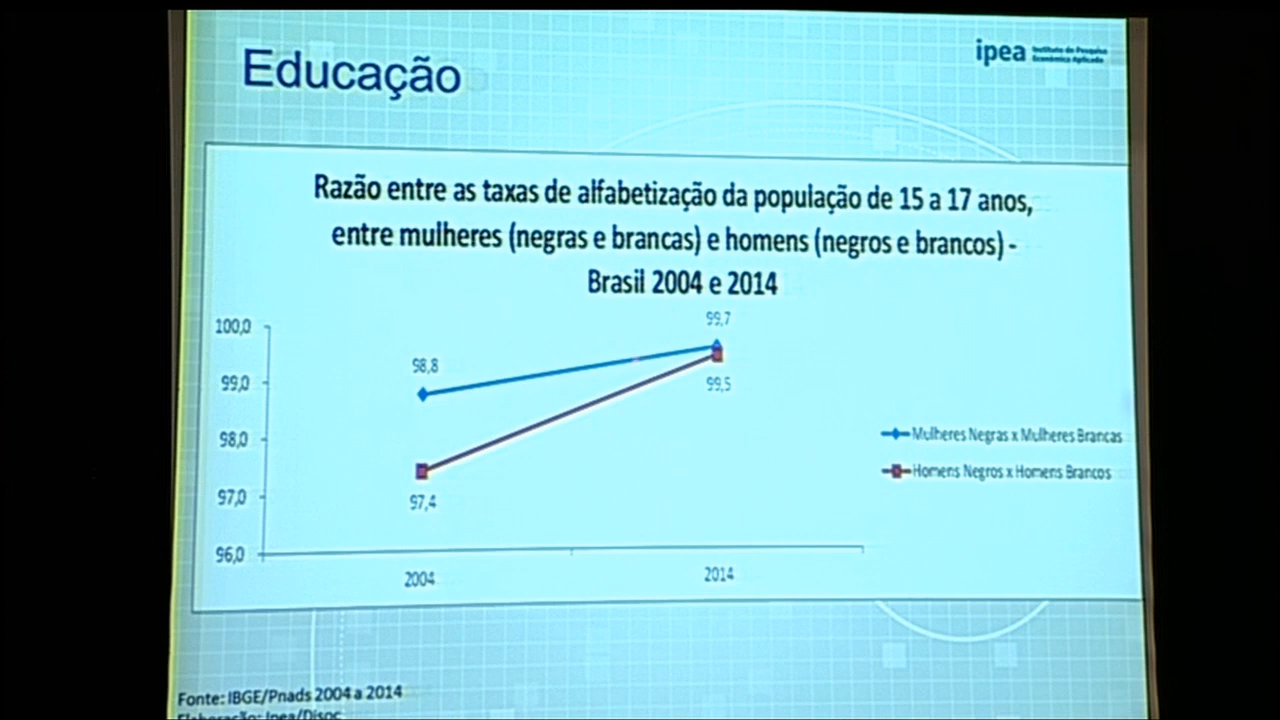 Educação
ipea Instituto de Pesquisa
Econômica Aplicada
Razão entre as taxas de alfabetização da população de 15 a 17 anos,
entre mulheres (negras e brancas) e homens (negros e brancos) -
Brasil 2004 e 2014
100,0
99,0
98,0
97,0
96,0
98,8
97,4
99,7
99,5
2004
2014
Mulheres Negras x Mulheres Brancas
Homens Negros x Homens Brancos
Fonte: IBGE/Pnads 2004 a 2014
Elaboração: Ipea/Disoc